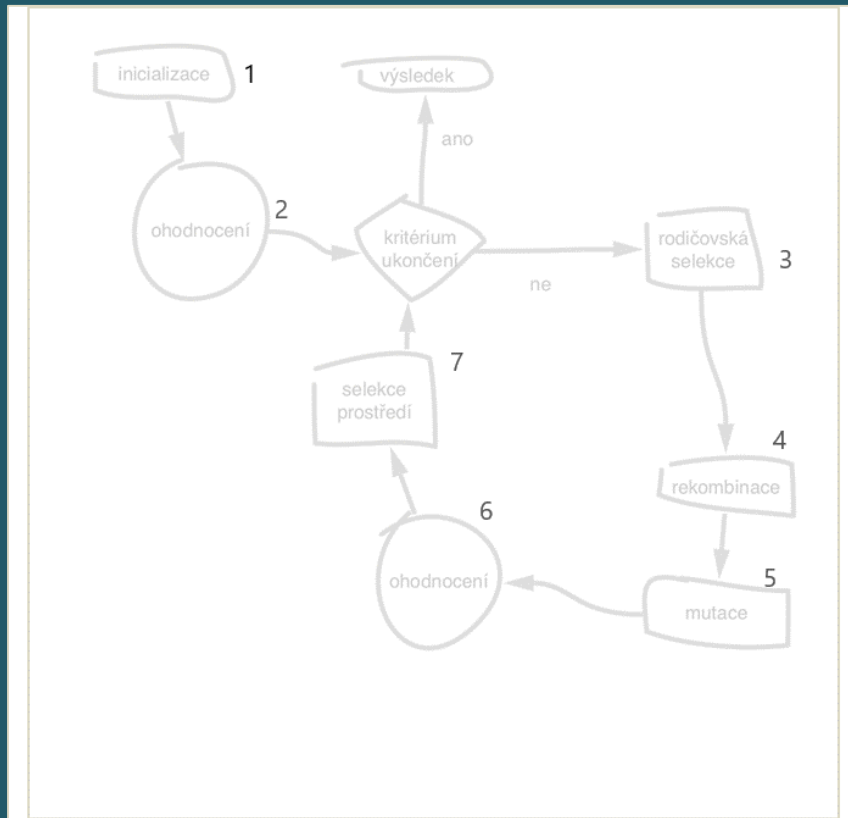 inicializace
1
výsledek
ano
ohodnocení
2
kritérium
ukončení
ne
rodičovská
selekce
3
7
selekce
prostředí
4
rekombinace
6
5
ohodnocení
mutace